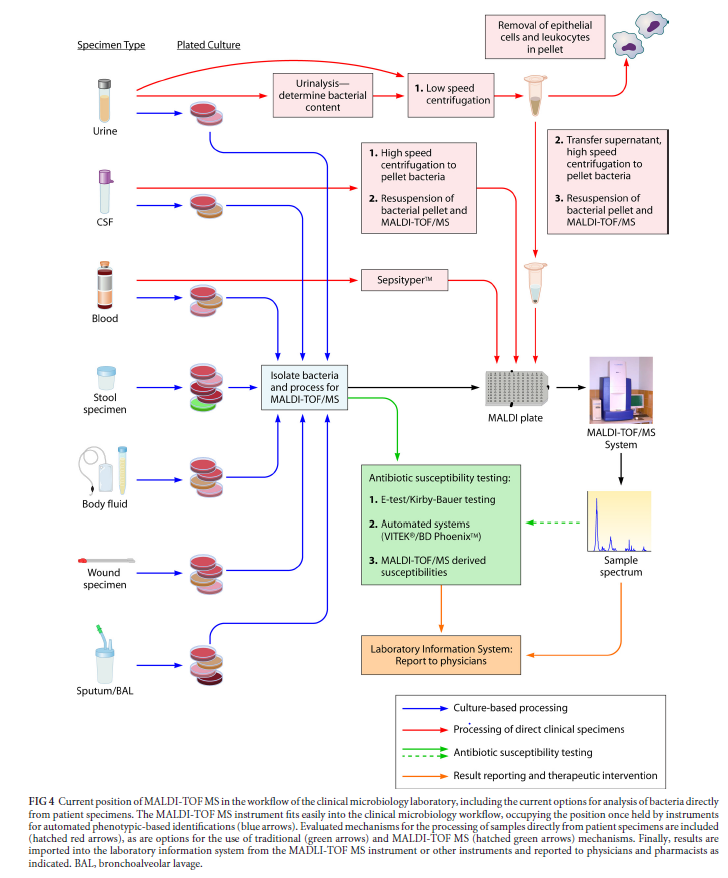 Specimen Type
Plated Culture
Removal of epithelial
cells and leukocytes
in pellet
Urinalysis—
determine bacterial
content
1. Low speed
centrifugation
Urine
1. High speed
centrifugation to
pellet bacteria
2. Resuspension of
bacterial pellet and
MALDI-TOF/MS
2. Transfer supernatant,
high speed
centrifugation to
pellet bacteria
3. Resuspension of
bacterial pellet and
MALDI-TOF/MS
CSF
Sepsityper™
Blood
Isolate bacteria
and process for
MALDI-TOF/MS
Stool
specimen
MALDI plate
MALDI-TOF/MS
System
Antibiotic susceptibility testing:
1. E-test/Kirby-Bauer testing
2. Automated systems
(VITEK®/BD Phoenix™)
3. MALDI-TOF/MS derived
susceptibilities
Body fluid
Sample
spectrum
Wound
specimen
Laboratory Information System:
Report to physicians
Sputum/BAL
Culture-based processing
Processing of direct clinical specimens
Antibiotic susceptibility testing
Result reporting and therapeutic intervention
FIG 4 Current position of MALDI-TOF MS in the workflow of the clinical microbiology laboratory, including the current options for analysis of bacteria directly
from patient specimens. The MALDI-TOF MS instrument fits easily into the clinical microbiology workflow, occupying the position once held by instruments
for automated phenotypic-based identifications (blue arrows). Evaluated mechanisms for the processing of samples directly from patient specimens are included
(hatched red arrows), as are options for the use of traditional (green arrows) and MALDI-TOF MS (hatched green arrows) mechanisms. Finally, results are
imported into the laboratory information system from the MADLI-TOF MS instrument or other instruments and reported to physicians and pharmacists as
indicated. BAL, bronchoalveolar lavage.